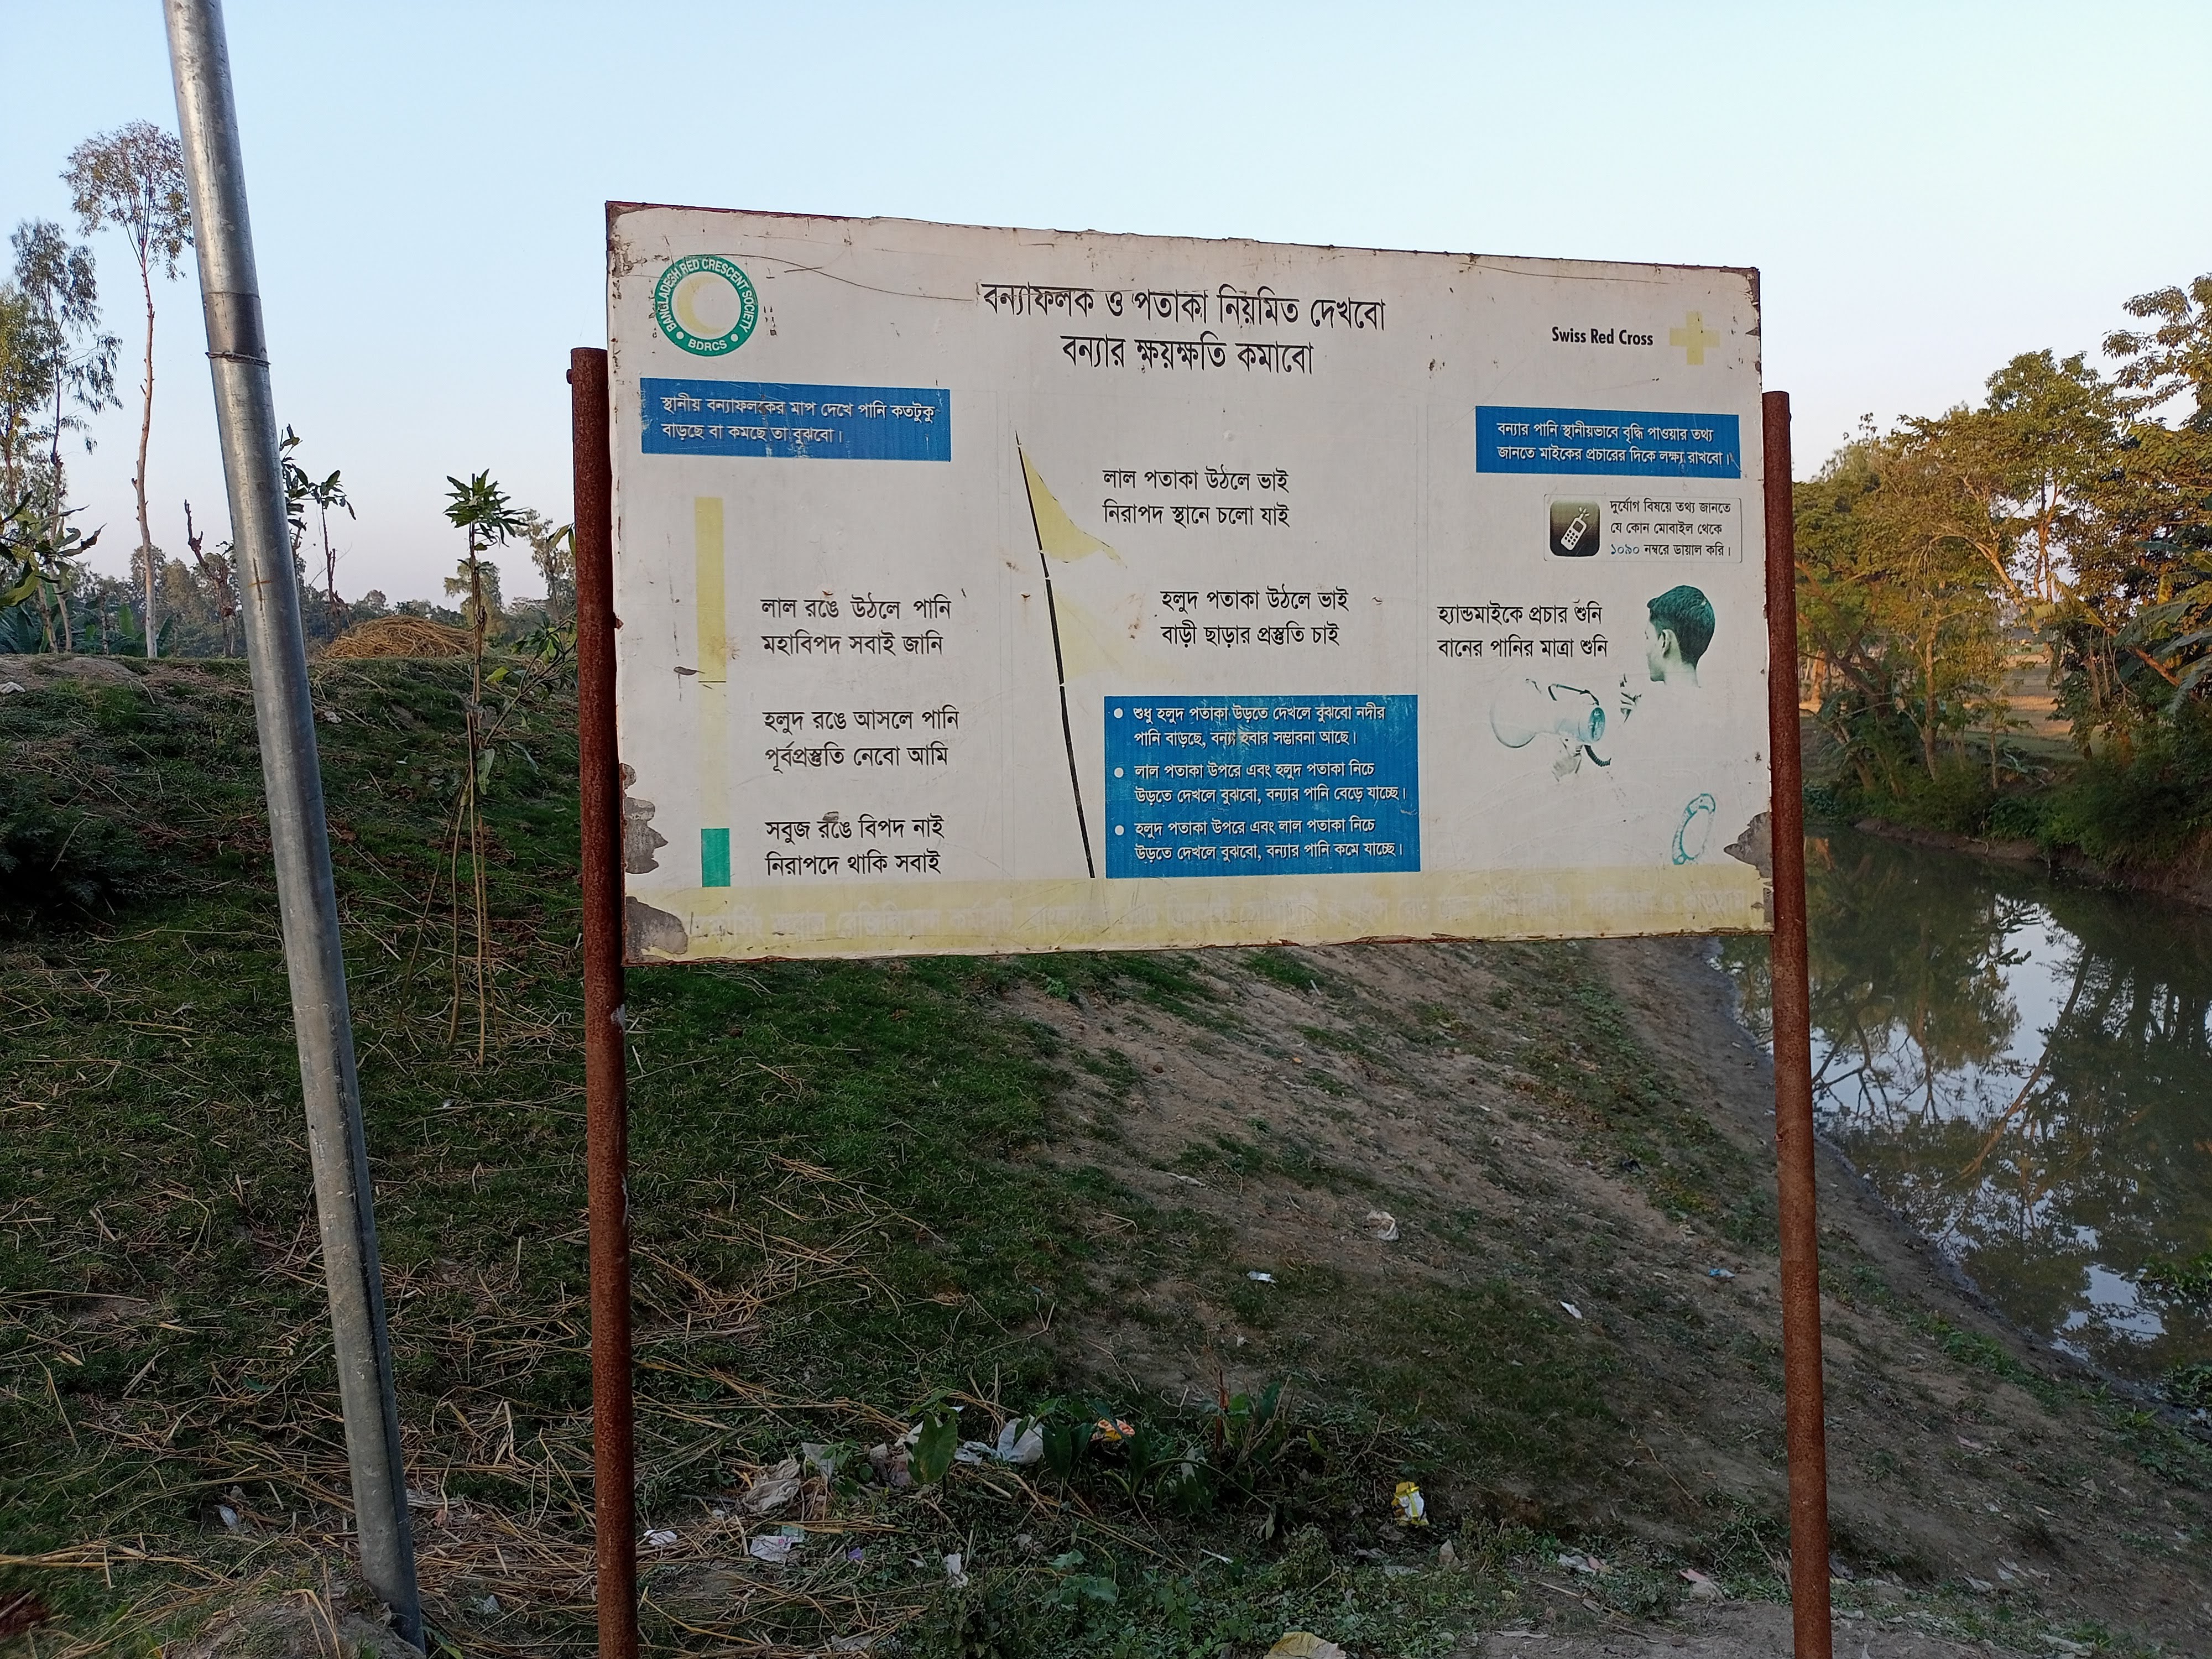 BANGLADESH RED CRESCENT SOCIETY
BDRCS
বন্যাফলক ও পতাকা নিয়মিত দেখবো
বন্যার ক্ষয়ক্ষতি কমাবো
Swiss Red Cross
স্থানীয় বন্যাফলকের মাপ দেখে পানি কতটুকু
বাড়ছে বা কমছে তা বুঝবো।
লাল রঙে উঠলে পানি
মহাবিপদ সবাই জানি
হলুদ রঙে আসলে পানি
পূর্বপ্রস্তুতি নেবো আমি
সবুজ রঙে বিপদ নাই
নিরাপদে থাকি সবাই
লাল পতাকা উঠলে ভাই
নিরাপদ স্থানে চলো যাই
হলুদ পতাকা উঠলে ভাই
বাড়ী ছাড়ার প্রস্তুতি চাই
• শুধু হলুদ পতাকা উড়তে দেখলে বুঝবো নদীর
পানি বাড়ছে, বন্যা হবার সম্ভাবনা আছে।
• লাল পতাকা উপরে এবং হলুদ পতাকা নিচে
উড়তে দেখলে বুঝবো, বন্যার পানি বেড়ে যাচ্ছে।
• হলুদ পতাকা উপরে এবং লাল পতাকা নিচে
উড়তে দেখলে বুঝবো, বন্যার পানি কমে যাচ্ছে।
বন্যার পানি স্থানীয়ভাবে বৃদ্ধি পাওয়ার তথ্য
জানতে মাইকের প্রচারের দিকে লক্ষ্য রাখবো।
দুর্যোগ বিষয়ে তথ্য জানতে
যে কোন মোবাইল থেকে
১০৯০ নম্বরে ডায়াল করি।
হ্যান্ডমাইকে প্রচার শুনি
বানের পানির মাত্রা শুনি